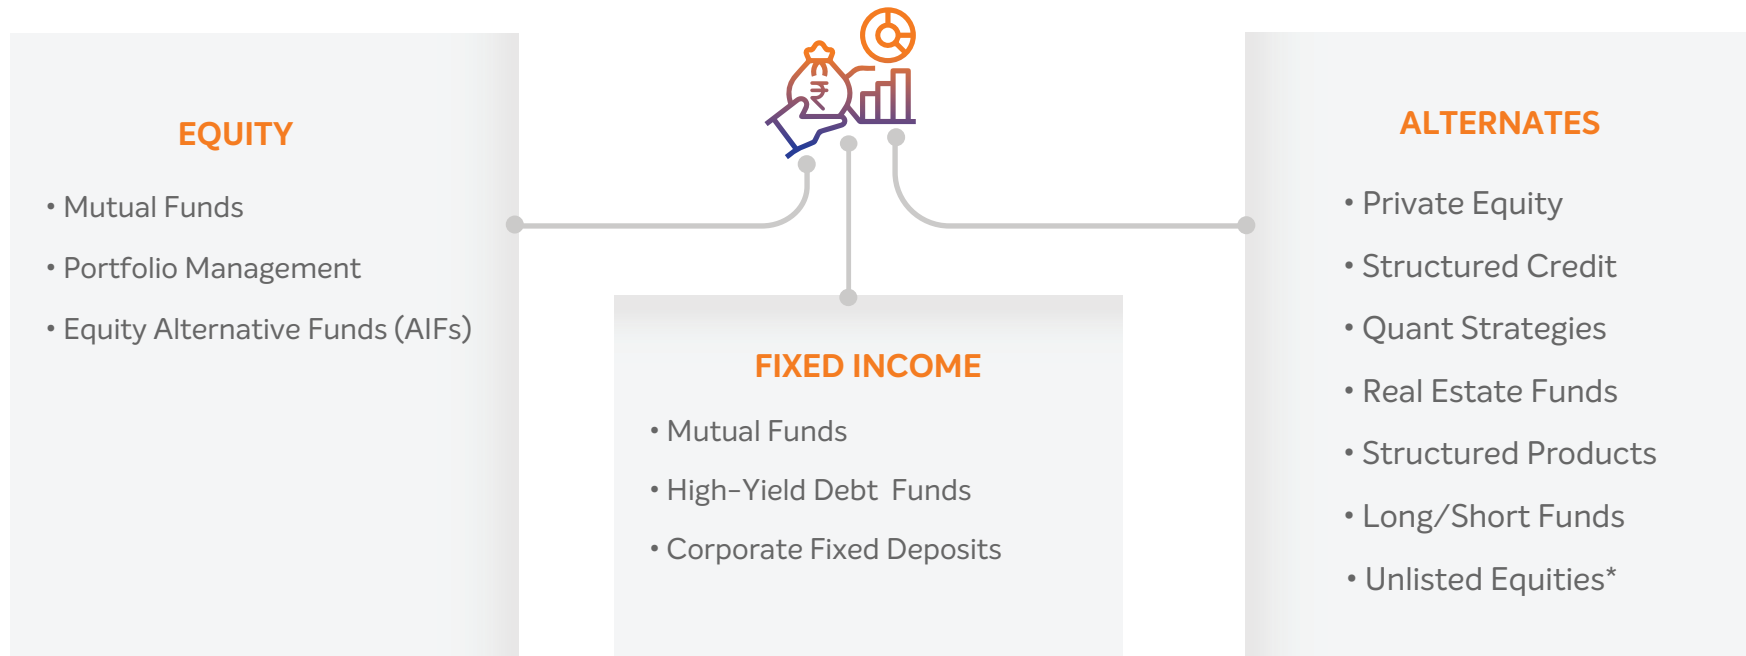 ₹
EQUITY
• Mutual Funds
• Portfolio Management
• Equity Alternative Funds (AIFs)
FIXED INCOME
• Mutual Funds
• High-Yield Debt Funds
• Corporate Fixed Deposits
ALTERNATES
• Private Equity
• Structured Credit
• Quant Strategies
• Real Estate Funds
• Structured Products
• Long/Short Funds
• Unlisted Equities*